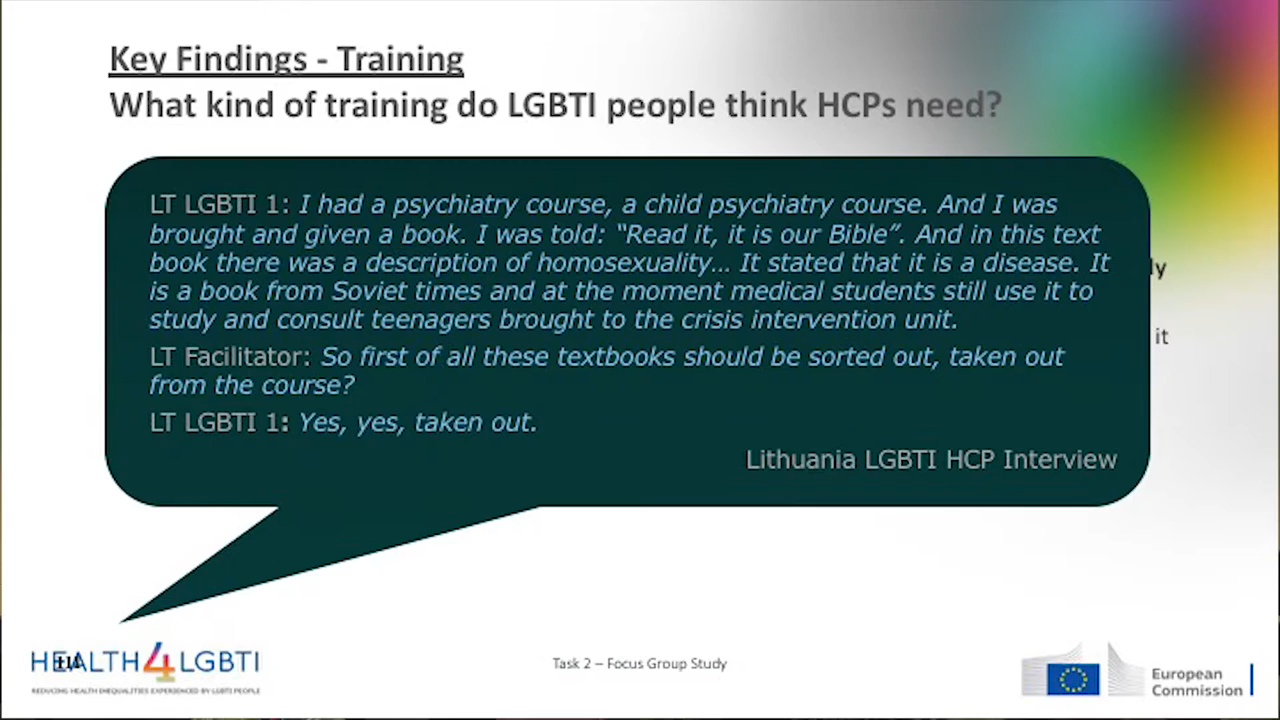 Key Findings - Training
What kind of training do LGBTI people think HCPs need?
LT LGBTI 1: I had a psychiatry course, a child psychiatry course. And I was
brought and given a book. I was told: “Read it, it is our Bible”. And in this text
book there was a description of homosexuality… It stated that it is a disease. It
is a book from Soviet times and at the moment medical students still use it to
study and consult teenagers brought to the crisis intervention unit.
LT Facilitator: So first of all these textbooks should be sorted out, taken out
from the course?
LT LGBTI 1: Yes, yes, taken out.
Lithuania LGBTI HCP Interview
it
HEALTH4LGBTI
REDUCING HEALTH INEQUALITIES EXPERIENCED BY LGBTI PEOPLE
Task 2 – Focus Group Study
European
Commission